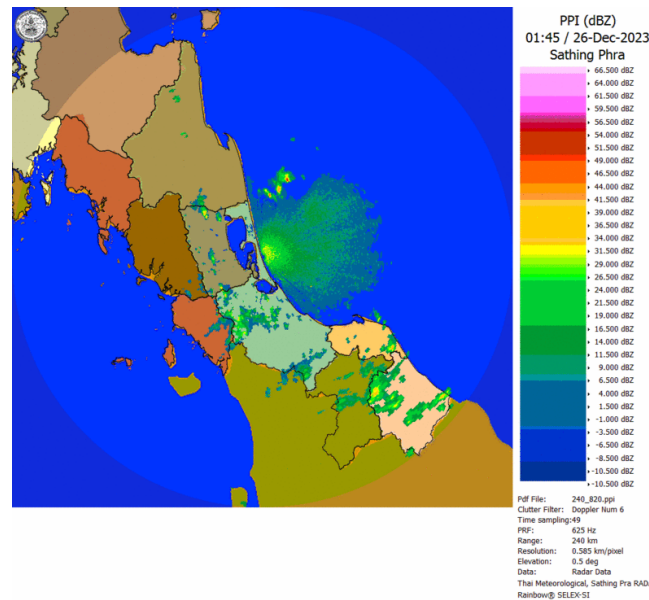 PPI (dBZ)
01:45 / 26-Dec-2023
Sathing Phra
66.500 dBZ
64.000 dBZ
61.500 dBZ
59.500 dBZ
56.500 dBZ
54.000 dBZ
51.500 dBZ
49.000 dBZ
46.500 dBZ
44.000 dBZ
41.500 dBZ
39.000 dBZ
36.500 dBZ
34.000 dBZ
31.500 dBZ
29.000 dBZ
26.500 dBZ
24.000 dBZ
21.500 dBZ
19.000 dBZ
16.500 dBZ
14.000 dBZ
11.500 dBZ
9.000 dBZ
6.500 dBZ
4.000 dBZ
1.500 dBZ
-1.000 dBZ
-3.500 dBZ
-6.500 dBZ
-8.500 dBZ
-10.500 dBZ
-10.500 dBZ
Pdf File: 240_820.ppi
Clutter Filter: Doppler Num 6
Time sampling:49
PRF: 625 Hz
Range: 240 km
Resolution: 0.585 km/pixel
Elevation: 0.5 deg
Data: Radar Data
Thai Meteorological, Sathing Pra RAD
Rainbow® SELEX-SI